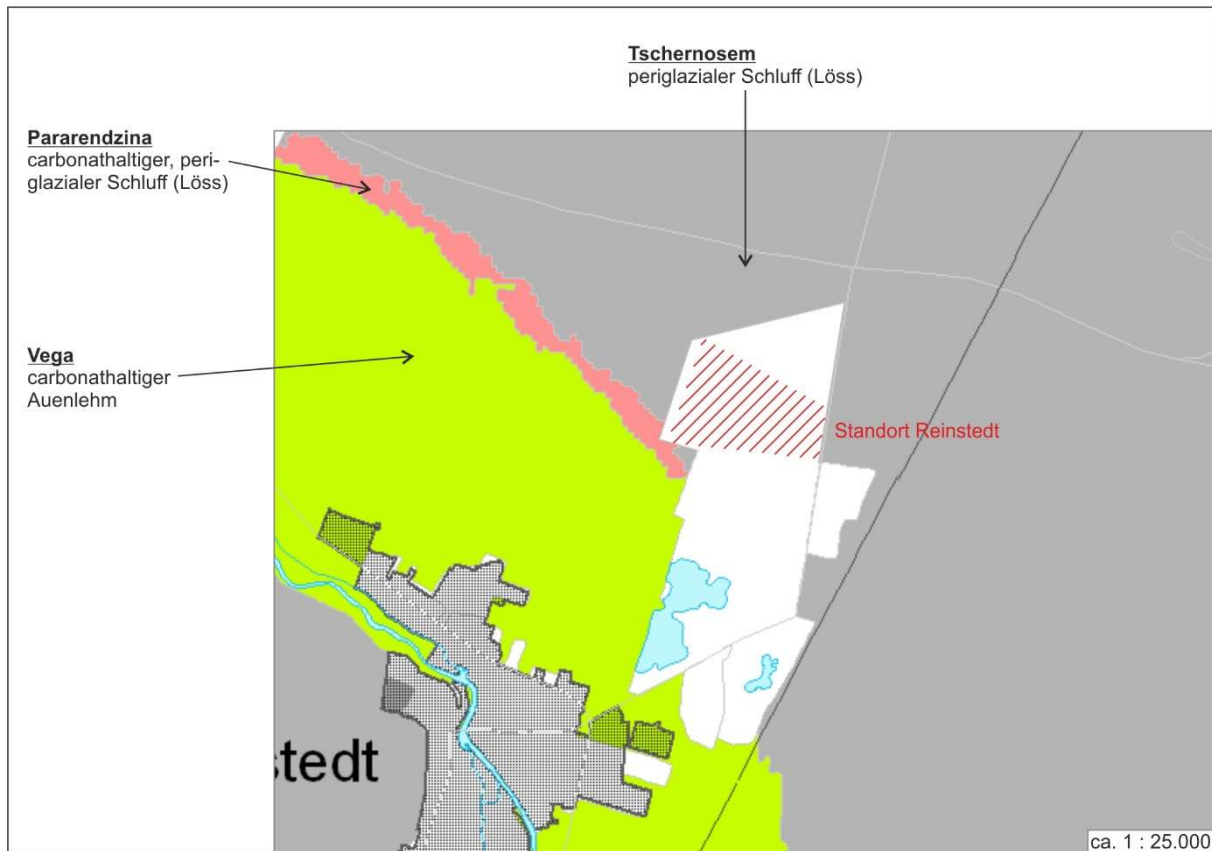 Tschernosem
periglazialer Schluff (Löss)
Pararendzina
carbonathaltiger, peri-
glazialer Schluff (Löss)
Vega
carbonathaltiger
Auenlehm
Standort Reinstedt
stedt
ca. 1 : 25.000